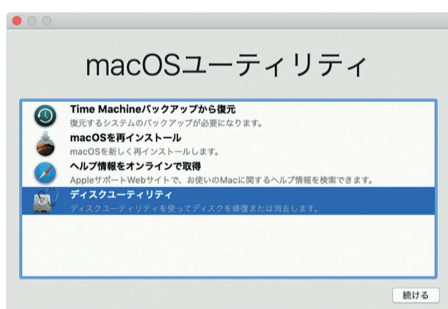 macOSユーティリティ
Time Machineバックアップから復元
復元するシステムのバックアップが必要になります。
macOSを再インストール
macOSを新しく再インストールします。
ヘルプ情報をオンラインで取得
AppleサポートWebサイトで、お使いのMacに関するヘルプ情報を検索できます。
ディスクユーティリティ
ディスクユーティリティを使ってディスクを修復または消去します。
続ける